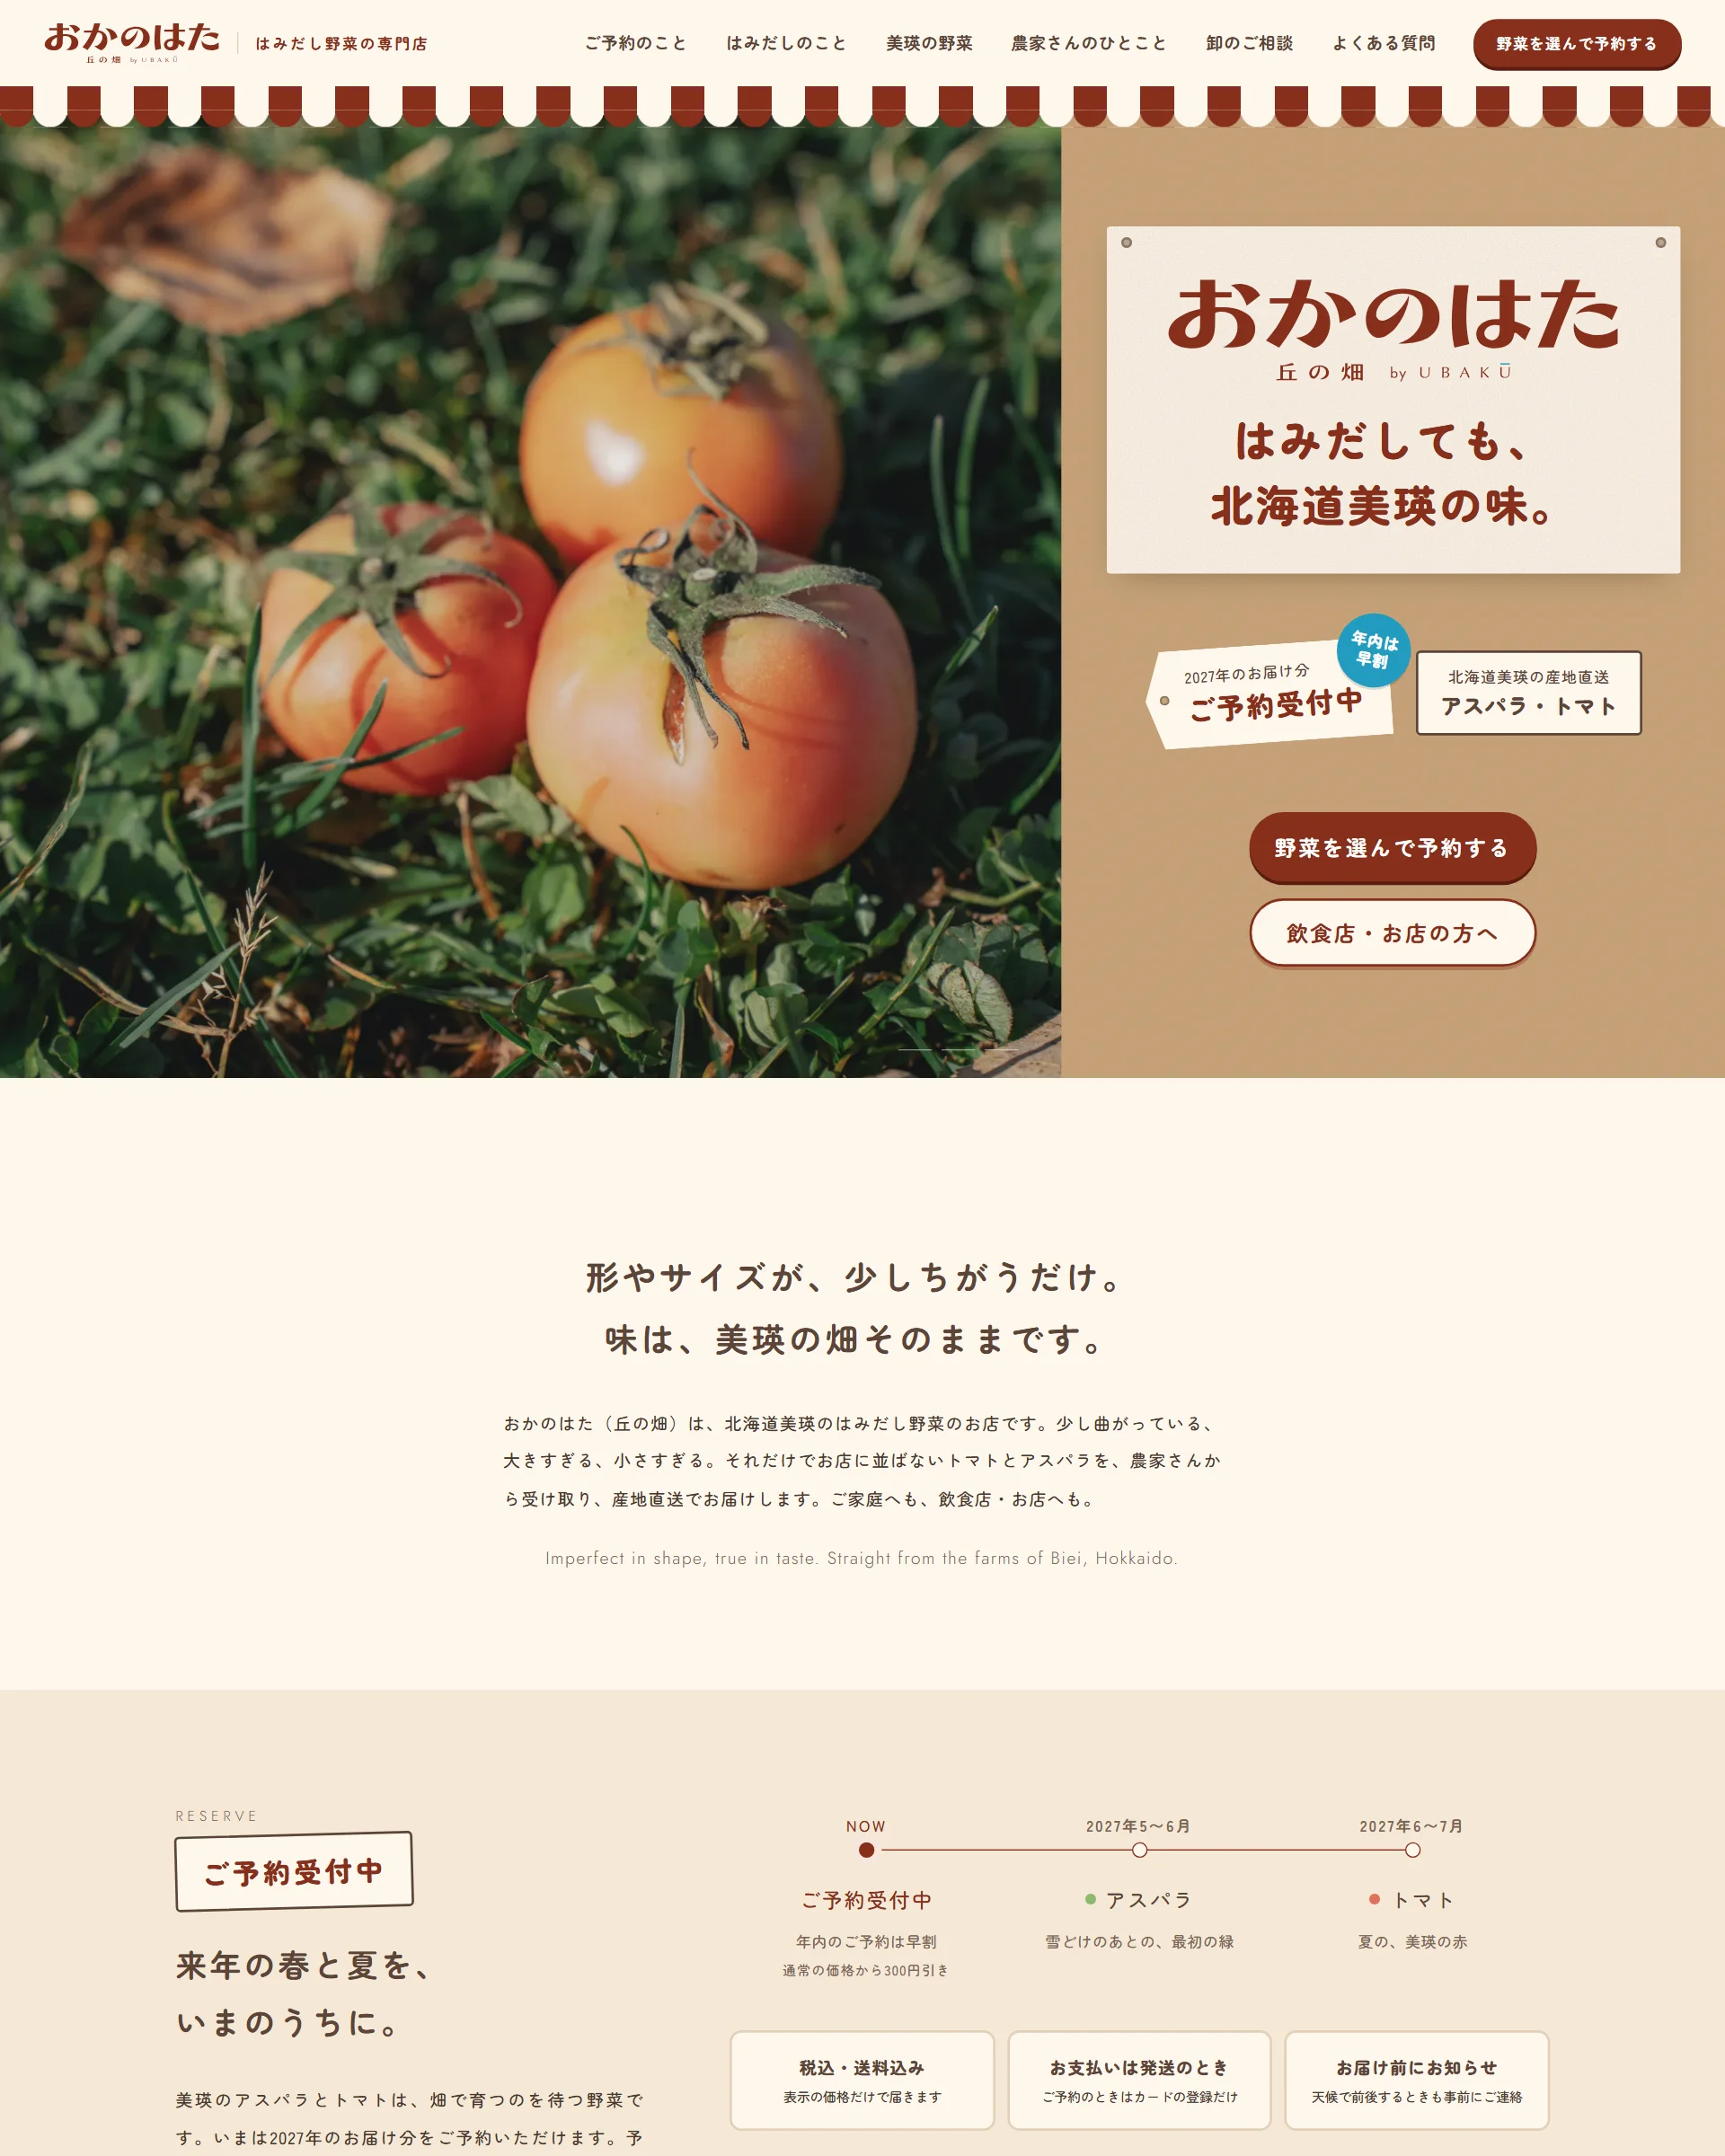 おかのはた
丘の畑 by UBAKŪ
はみだし野菜の専門店
ご予約のこと
はみだしのこと
美瑛の野菜
農家さんのひとこと
卸のご相談
よくある質問
野菜を選んで予約する
おかのはた
丘の畑 by UBAKŪ
はみだしても、
北海道美瑛の味。
年内は
早割
2027年のお届け分
ご予約受付中
北海道美瑛の産地直送
アスパラ・トマト
野菜を選んで予約する
飲食店・お店の方へ
形やサイズが、少しちがうだけ。
味は、美瑛の畑そのままです。
おかのはた（丘の畑）は、北海道美瑛のはみだし野菜のお店です。少し曲がっている、
大きすぎる、小さすぎる。それだけでお店に並ばないトマトとアスパラを、農家さんか
ら受け取り、産地直送でお届けします。ご家庭へも、飲食店・お店へも。
Imperfect in shape, true in taste. Straight from the farms of Biei, Hokkaido.
RESERVE
ご予約受付中
来年の春と夏を、
いまのうちに。
美瑛のアスパラとトマトは、畑で育つのを待つ野菜で
す。いまは2027年のお届け分をご予約いただけます。予
NOW
ご予約受付中
年内のご予約は早割
通常の価格から300円引き
2027年5〜6月
アスパラ
雪どけのあとの、最初の緑
2027年6〜7月
トマト
夏の、美瑛の赤
税込・送料込み
表示の価格だけで届きます
お支払いは発送のとき
ご予約のときはカードの登録だけ
お届け前にお知らせ
天候で前後するときも事前にご連絡